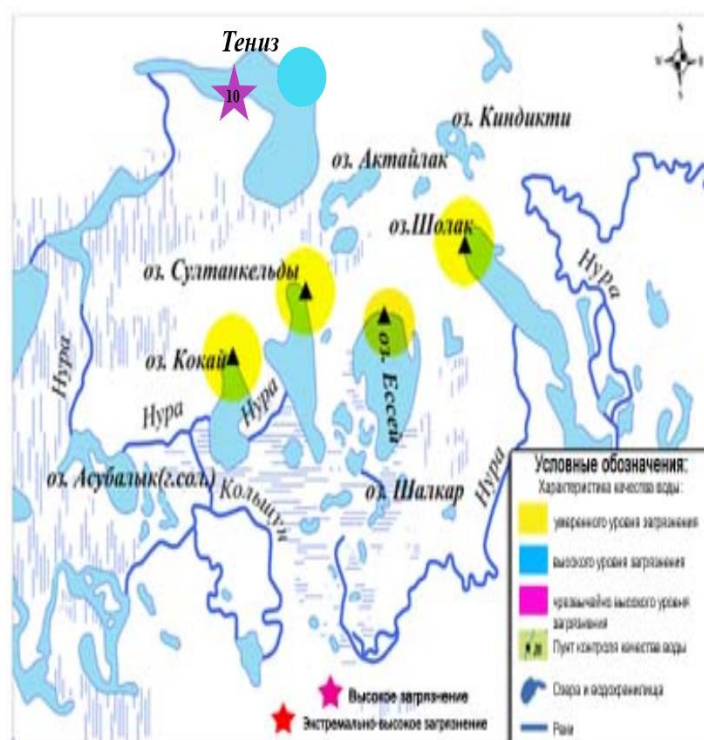 Тениз
10
оз. Киндикти
оз. Актайлак
оз.Шолак
оз. Султанкельды
Нура
оз. Кокай
оз. Ессей
Нура
Нура
Нура
оз. Асубалык(г.сол.)
Кольщун
оз. Шалкар
Нура
Высокое загрязнение
Экстремально-высокое загрязнение
Условные обозначения:
Характеристика качества воды:
умеренного уровня загрязнения
высокого уровня загрязнения
чрезвычайно высокого уровня
загрязнения
Пункт контроля качества воды
Озера и водохранилища
Реки